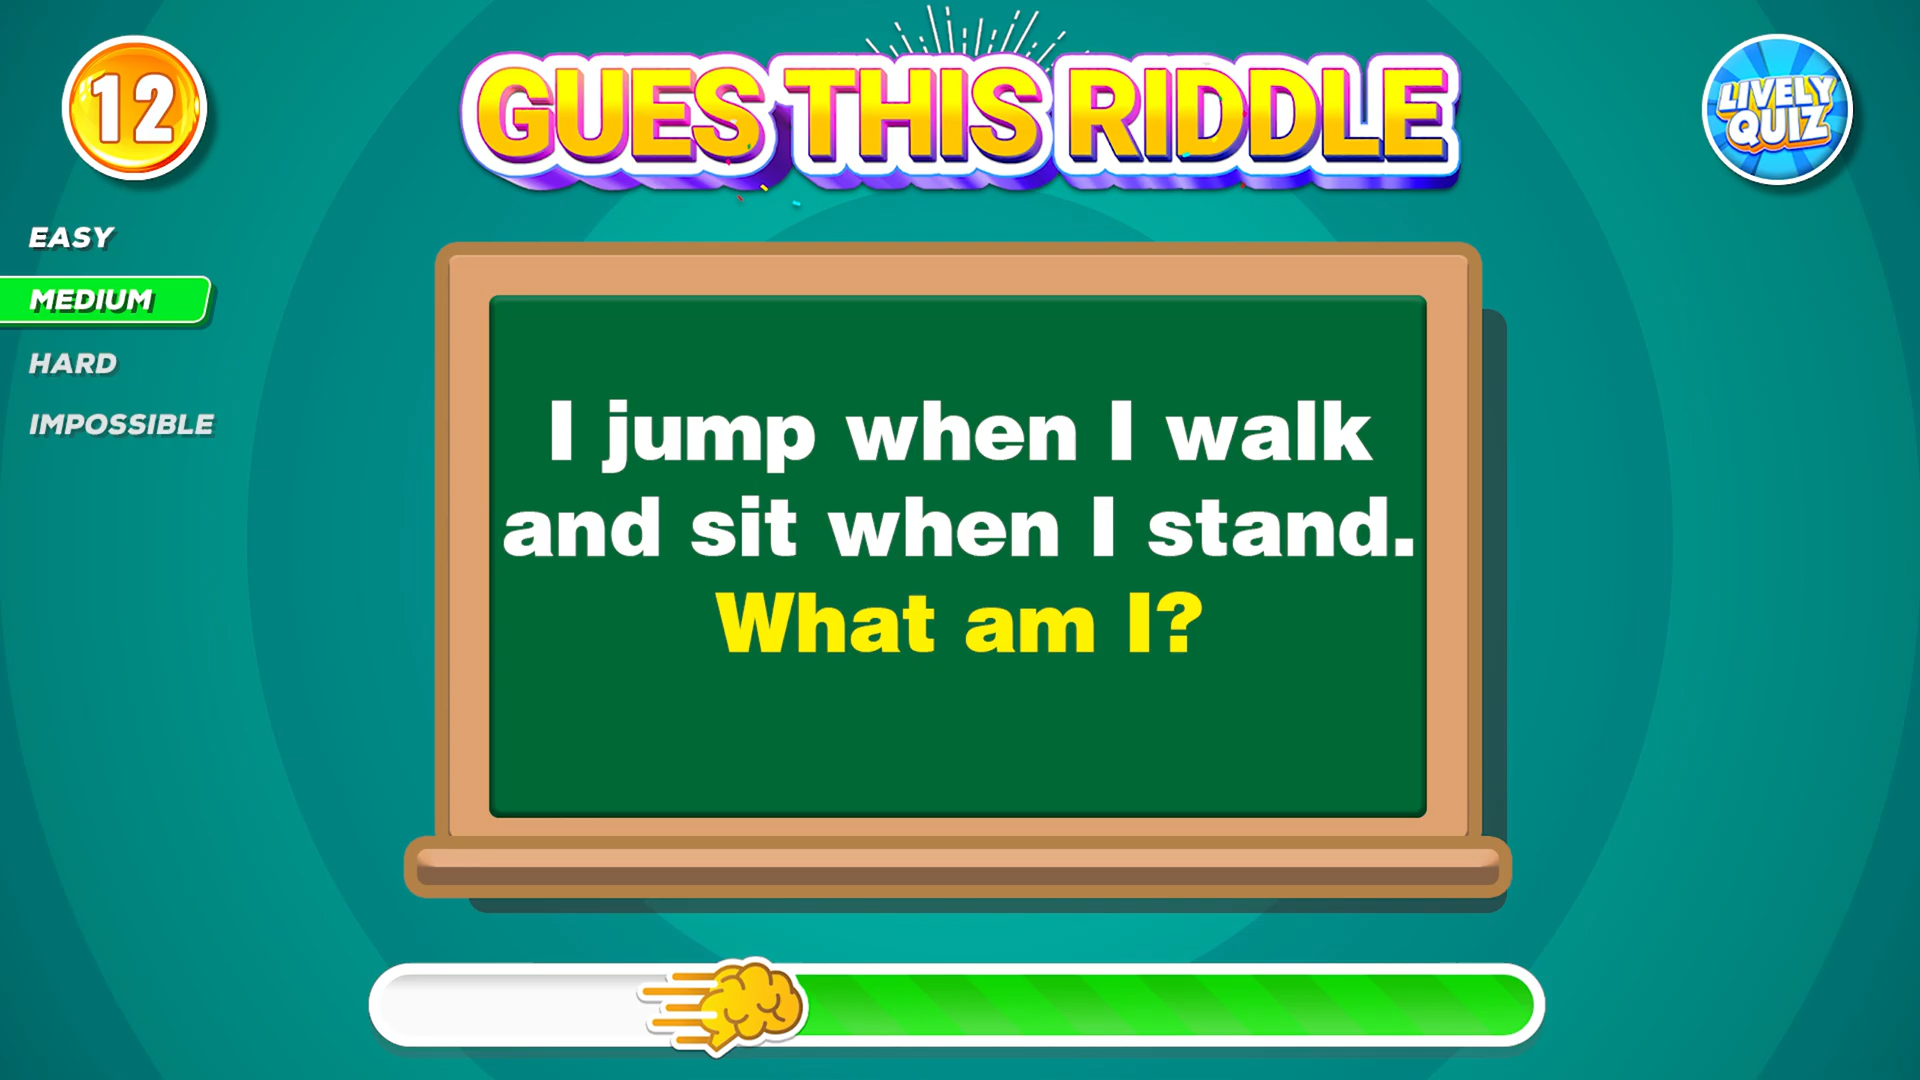 12
GUES THIS RIDDLE
LIVELY
QUIZ
EASY
MEDIUM
HARD
IMPOSSIBLE
I jump when I walk
and sit when I stand.
What am I?